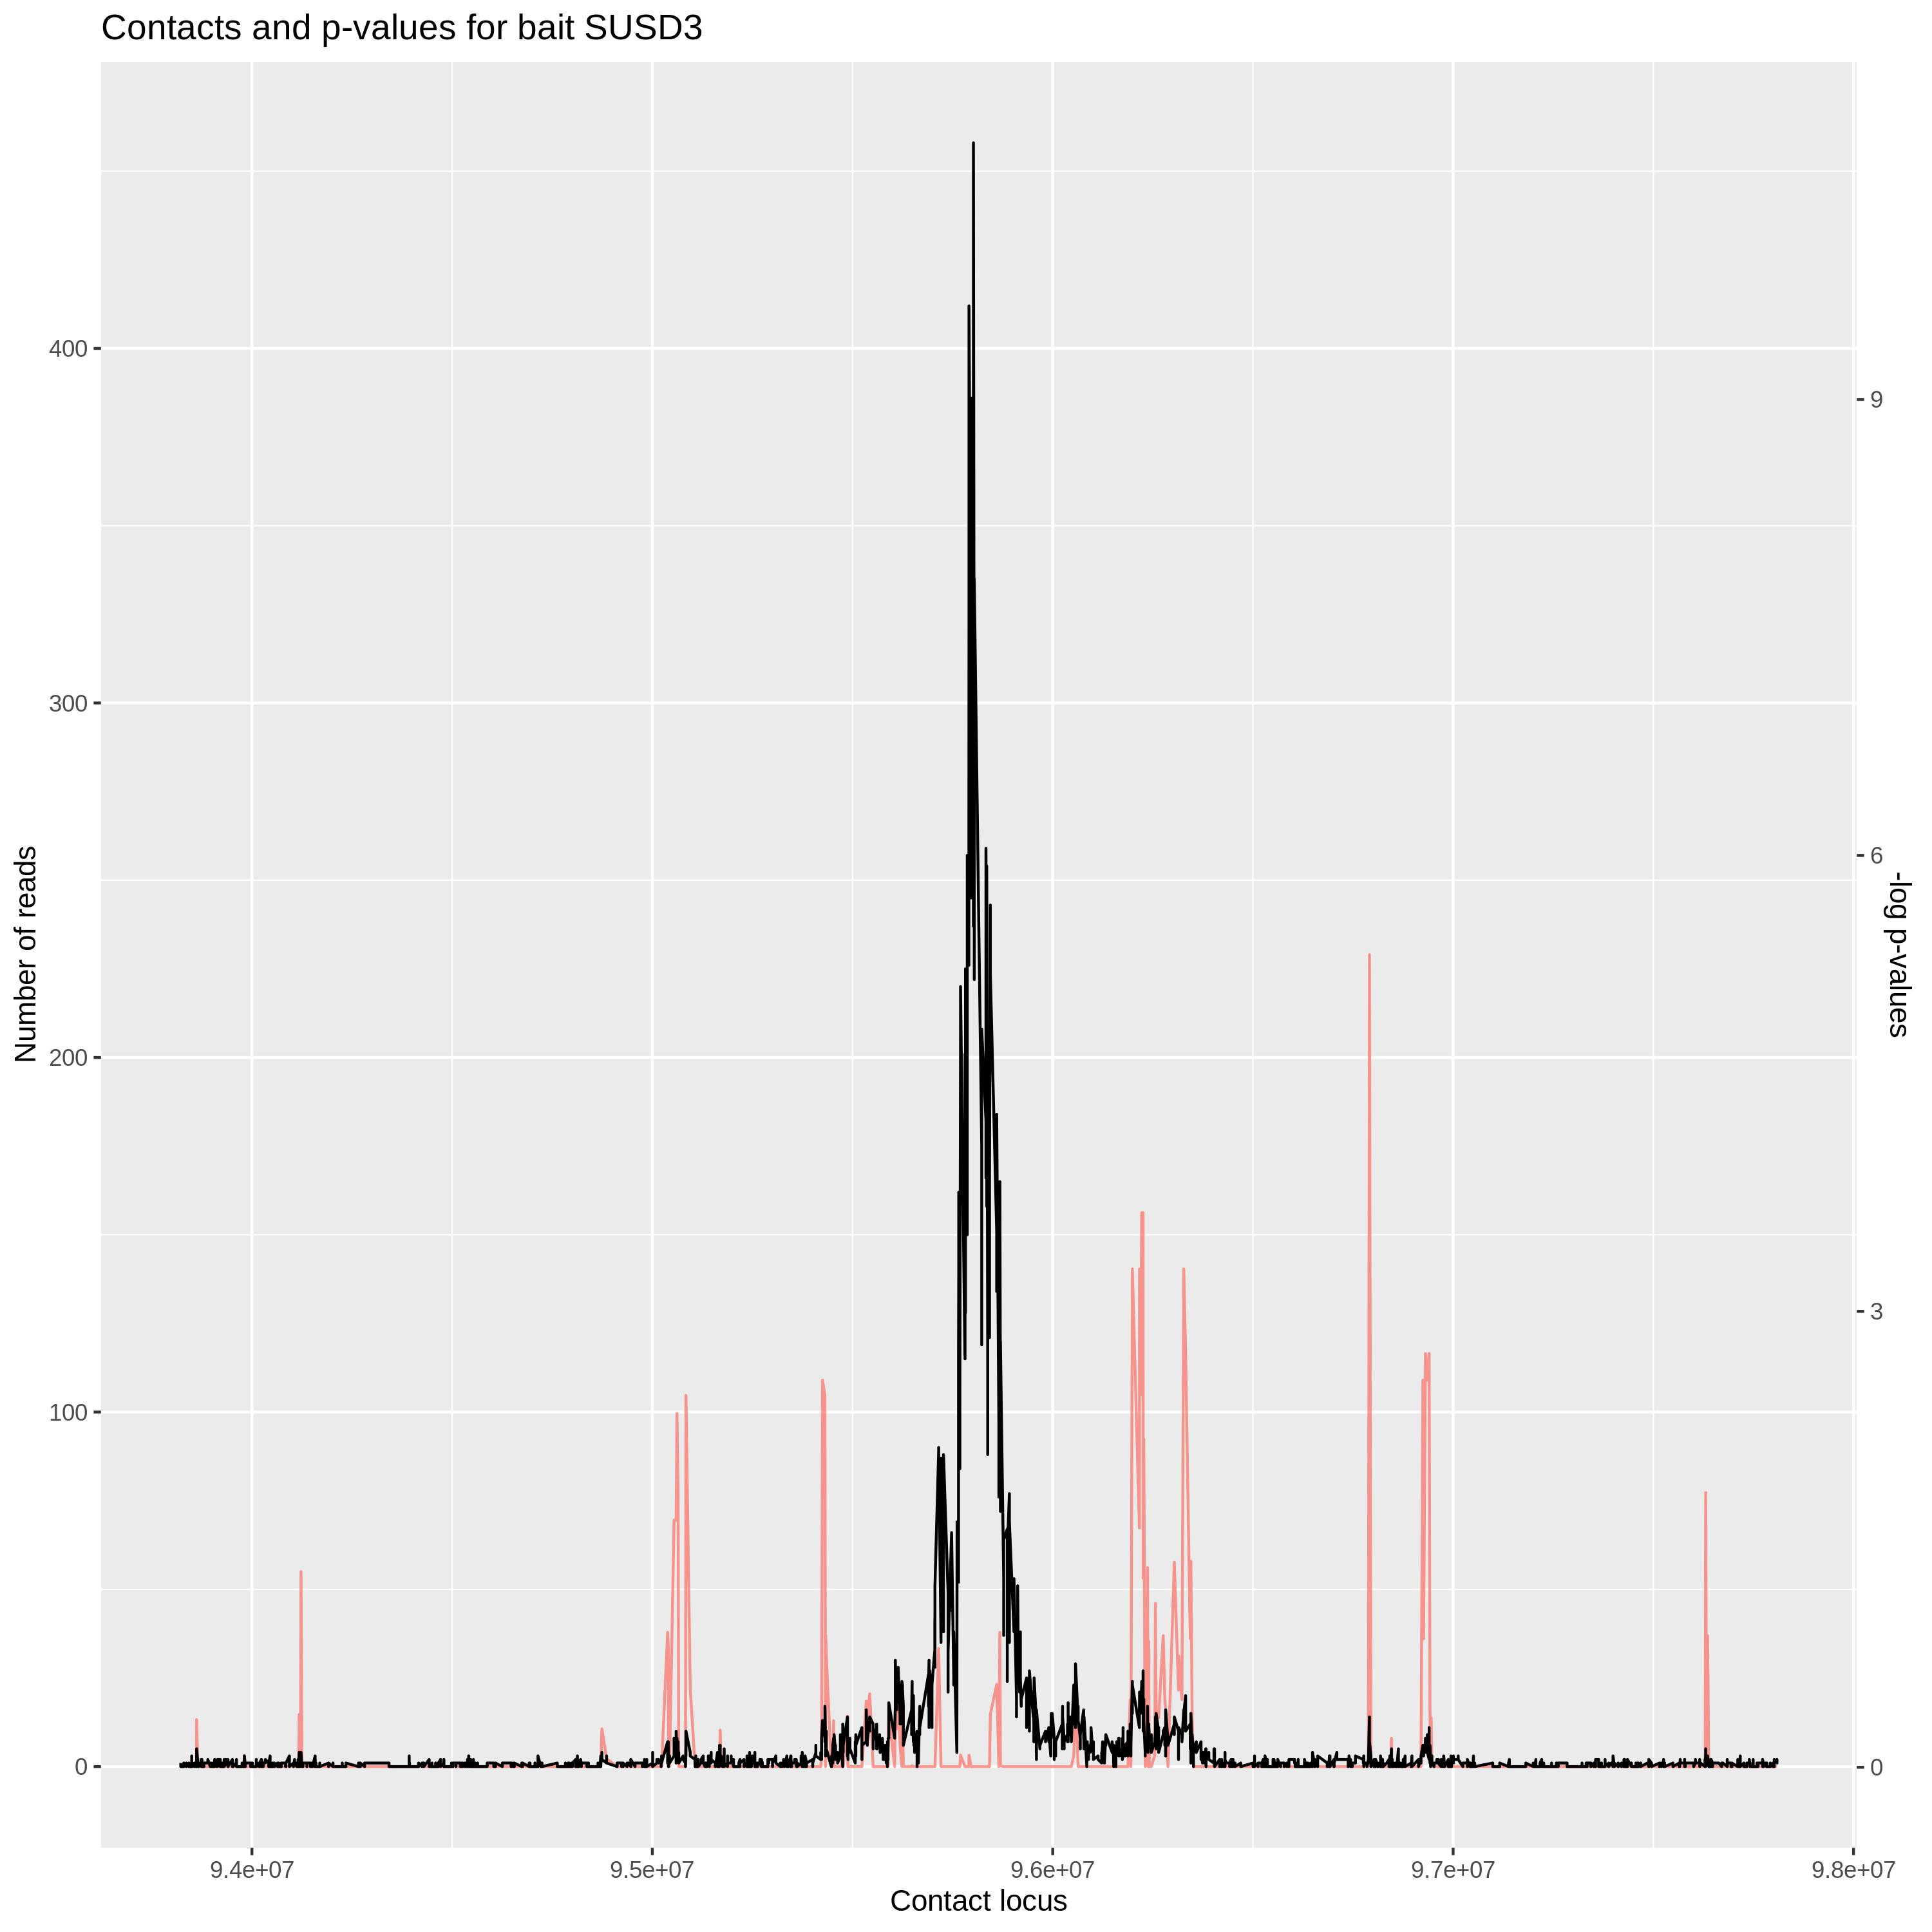 Contacts and p-values for bait SUSD3
400
300
200
100
0
Number of reads
9
6
3
0
-log p-values
9.4e+07
9.5e+07
9.6e+07
9.7e+07
9.8e+07
Contact locus